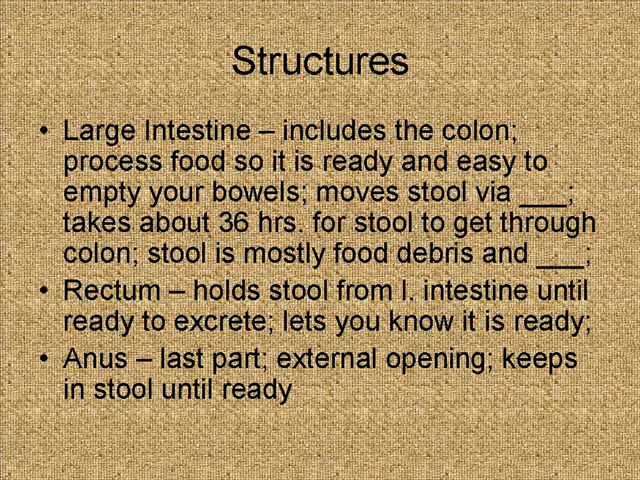 Structures
• Large Intestine – includes the colon;
process food so it is ready and easy to
empty your bowels; moves stool via ___;
takes about 36 hrs. for stool to get through
colon; stool is mostly food debris and ___;
• Rectum – holds stool from l. intestine until
ready to excrete; lets you know it is ready;
• Anus – last part; external opening; keeps
in stool until ready